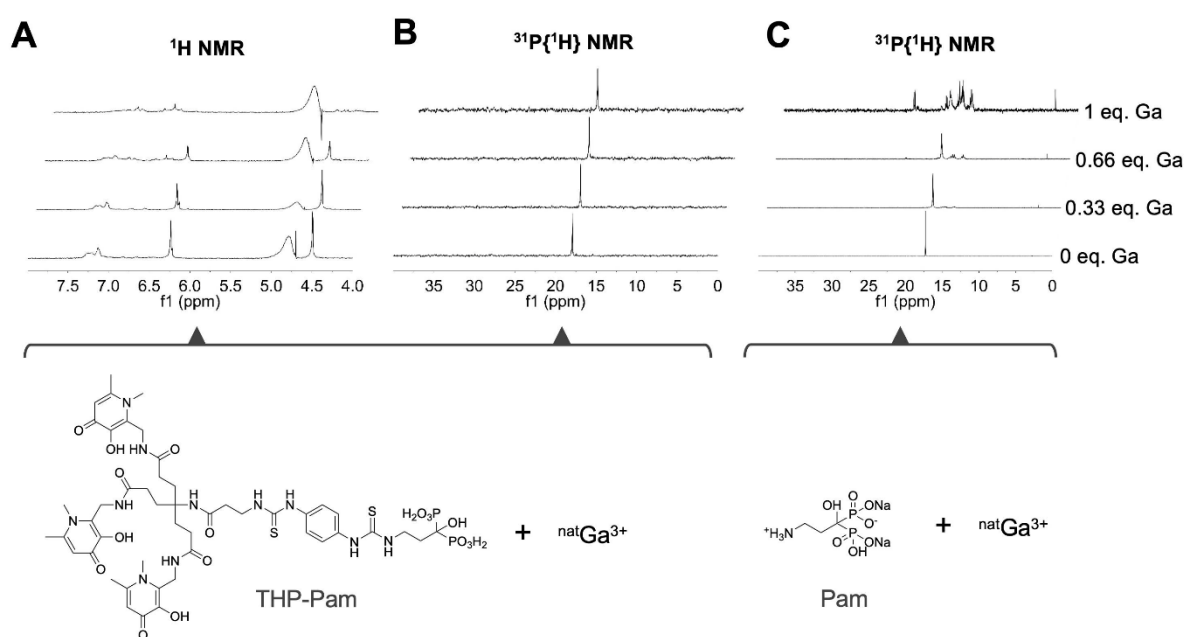 A
¹H NMR
B
³¹P{¹H} NMR
C
³¹P{¹H} NMR
1 eq. Ga
0.66 eq. Ga
0.33 eq. Ga
0 eq. Ga
7.5 7.0 6.5 6.0 5.5 5.0 4.5 4.0
f1 (ppm)
40 35 30 25 20 15 10 5 0
f1 (ppm)
35 30 25 20 15 10 5 0
f1 (ppm)
N
O
OH
HN
O
O
N
HN
OH
O
O
HN
O
N
OH
O
NH
O
H
N
S
H
N
N
H
S
N
H
H₂O₃P
OH
PO₃H₂
THP-Pam
+
ⁿᵃᵗGa³⁺
⁺H₃N
OH
O
P
ONa
O⁻
P
O
ONa
OH
Pam
+
ⁿᵃᵗGa³⁺